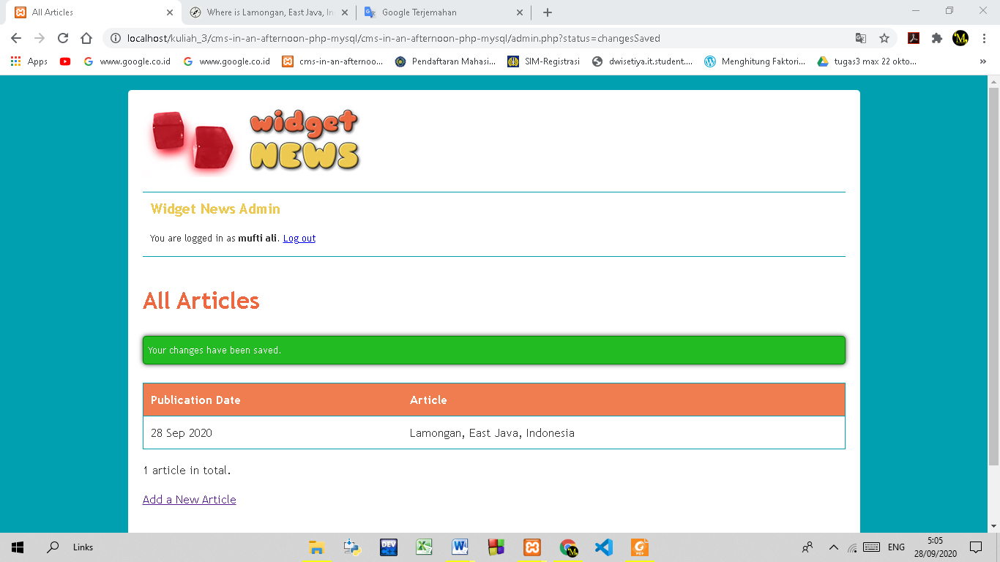 All Articles
Where is Lamongan, East Java, In
Google Terjemahan
localhost/kuliah_3/cms-in-an-afternoon-php-mysql/cms-in-an-afternoon-php-mysql/admin.php?status=changesSaved
Apps
www.google.co.id
www.google.co.id
cms-in-an-afternoo...
Pendaftaran Mahasi...
SIM-Registrasi
dwisetiya.it.student....
Menghitung Faktori...
tugas3 max 22 okto...
»
widget
NEWS
Widget News Admin
You are logged in as mufti ali. Log out
All Articles
Your changes have been saved.
Publication Date Article
28 Sep 2020 Lamongan, East Java, Indonesia
1 article in total.
Add a New Article
Links
DEV
PDF
ENG
5:05
28/09/2020